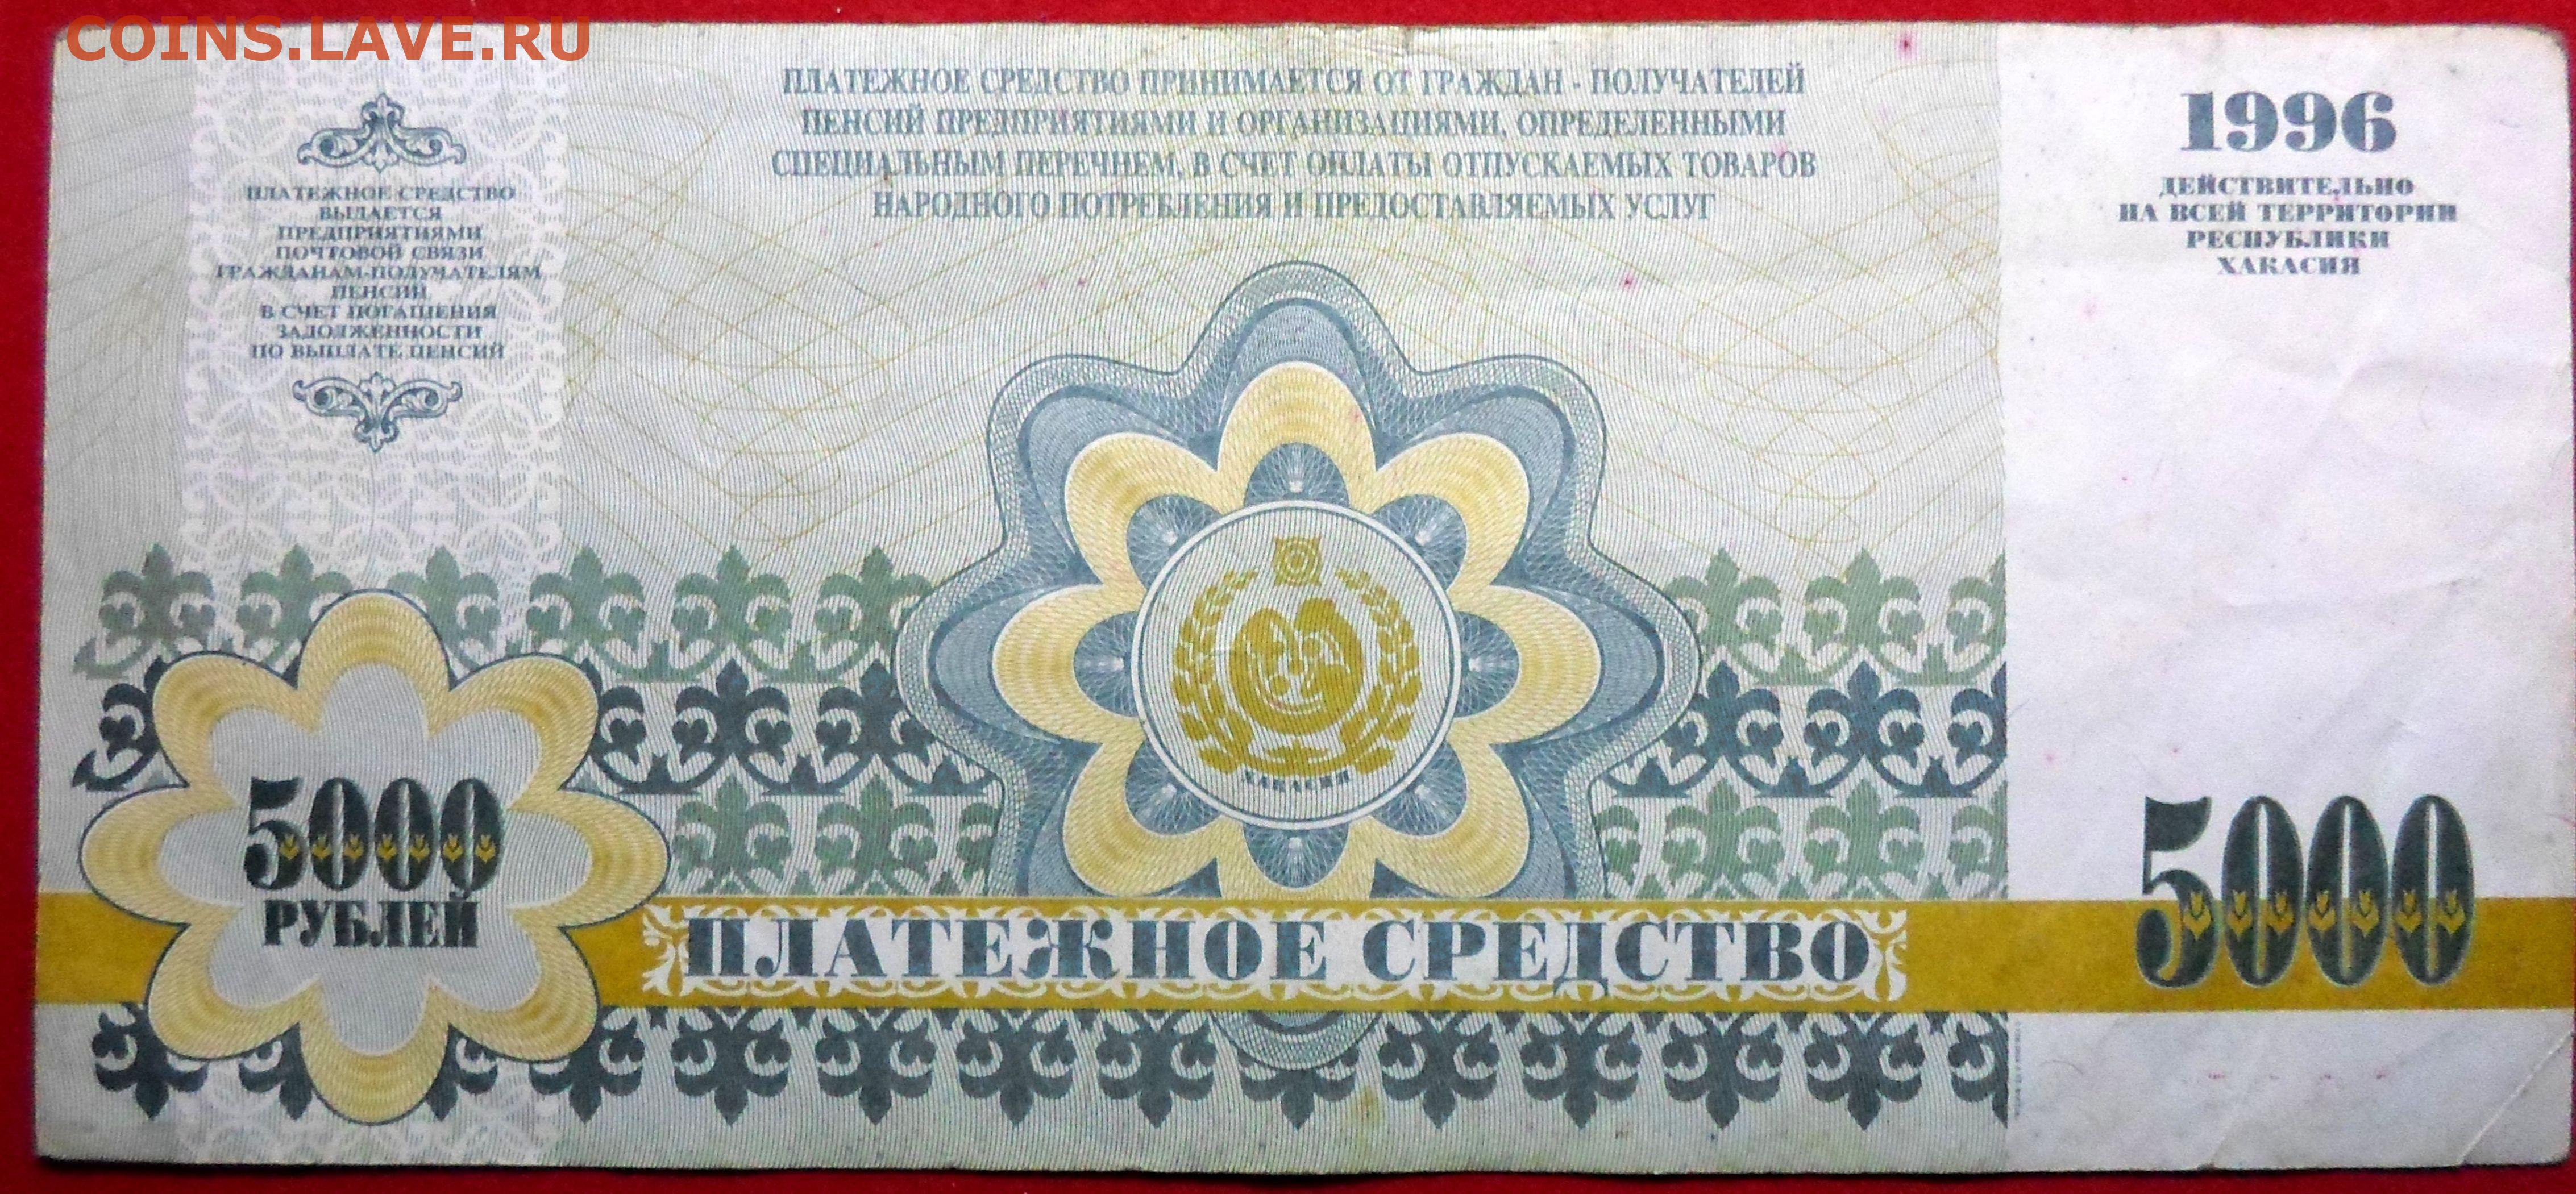 COINS.LAVE.RU
ПЛАТЕЖНОЕ СРЕДСТВО
ВЫДАЕТСЯ
ПРЕДПРИЯТИЯМИ
ПОЧТОВОЙ СВЯЗИ
ГРАЖДАНАМ-ПОЛУЧАТЕЛЯМ
ПЕНСИЙ
В СЧЕТ ПОГАШЕНИЯ
ЗАДОЛЖЕННОСТИ
ПО ВЫПЛАТЕ ПЕНСИЙ
ПЛАТЕЖНОЕ СРЕДСТВО ПРИНИМАЕТСЯ ОТ ГРАЖДАН - ПОЛУЧАТЕЛЕЙ
ПЕНСИЙ ПРЕДПРИЯТИЯМИ И ОРГАНИЗАЦИЯМИ, ОПРЕДЕЛЕННЫМИ
СПЕЦИАЛЬНЫМ ПЕРЕЧНЕМ, В СЧЕТ ОПЛАТЫ ОТПУСКАЕМЫХ ТОВАРОВ
НАРОДНОГО ПОТРЕБЛЕНИЯ И ПРЕДОСТАВЛЯЕМЫХ УСЛУГ
1996
ДЕЙСТВИТЕЛЬНО
НА ВСЕЙ ТЕРРИТОРИИ
РЕСПУБЛИКИ
ХАКАСИЯ
ХАКАСИЯ
5000
РУБЛЕЙ
ПЛАТЕЖНОЕ СРЕДСТВО
5000